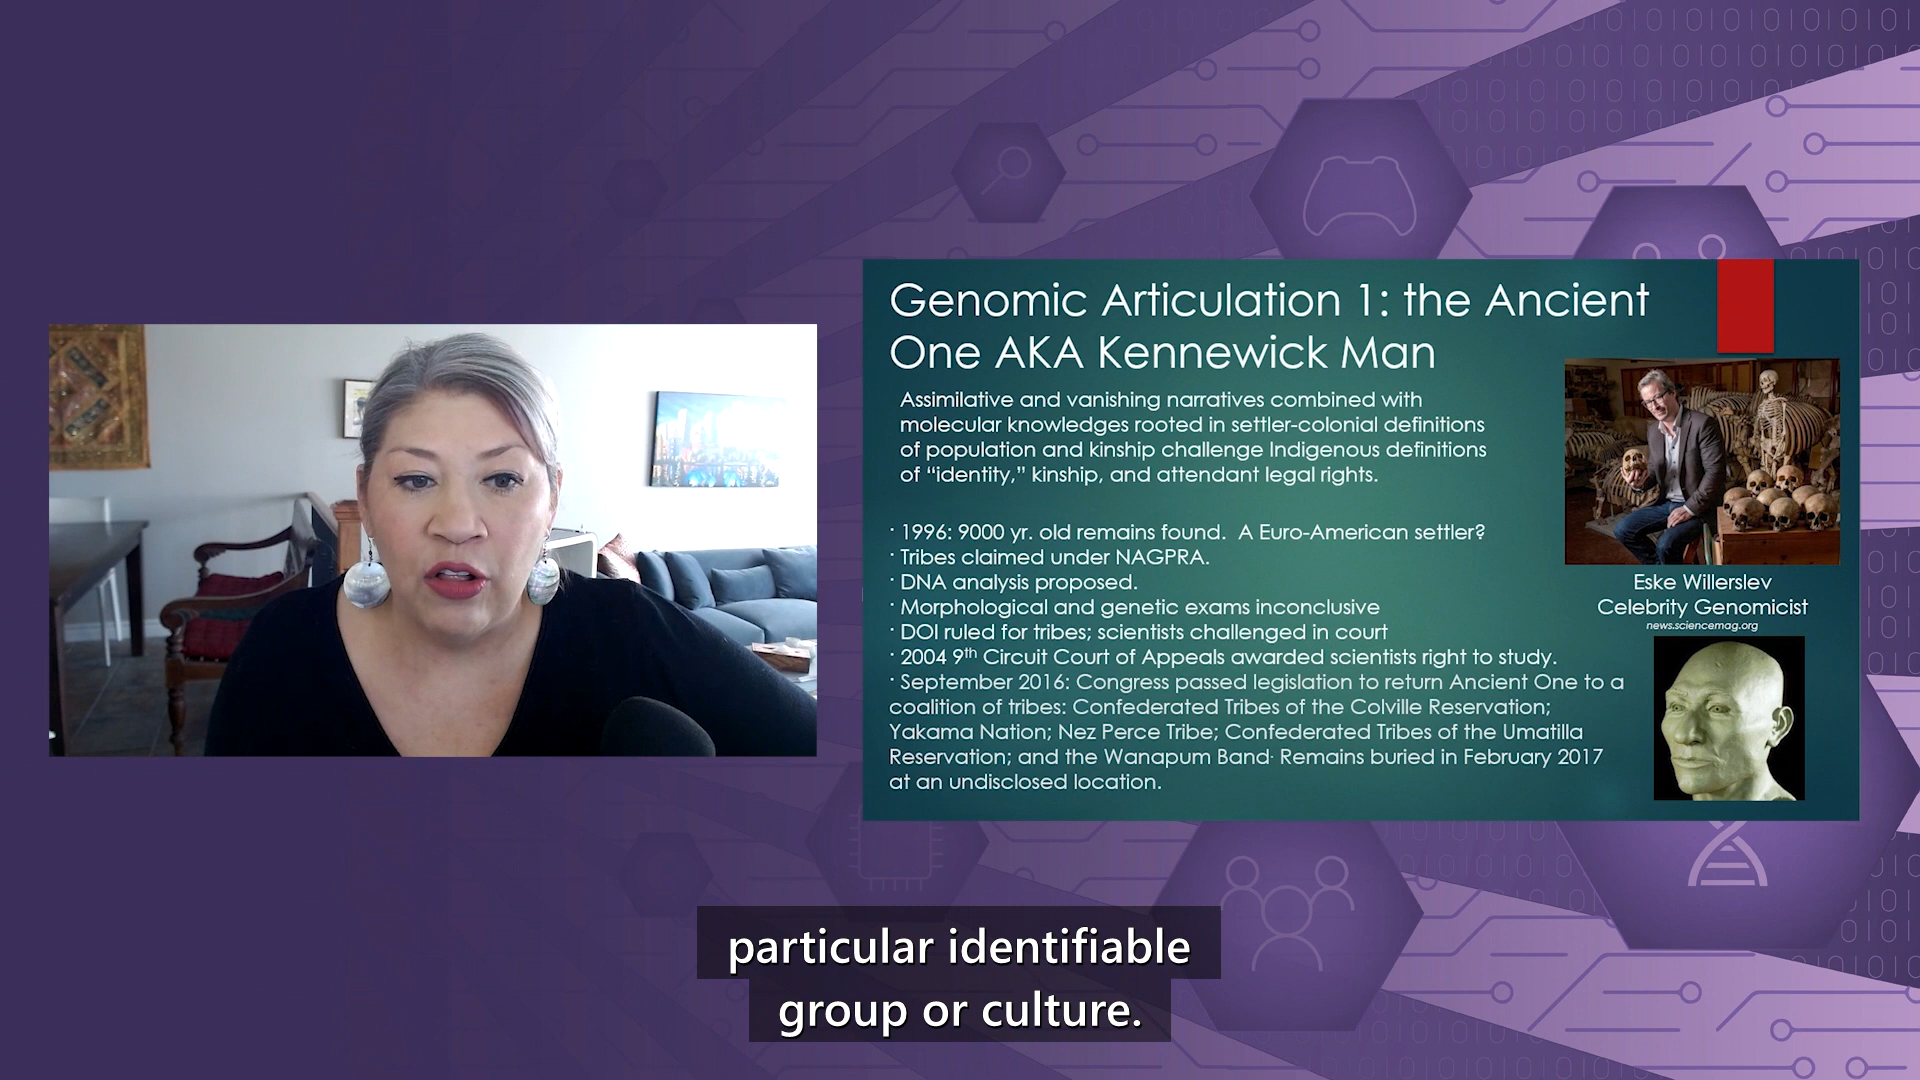 Genomic Articulation 1: the Ancient
One AKA Kennewick Man
Assimilative and vanishing narratives combined with
molecular knowledges rooted in settler-colonial definitions
of population and kinship challenge Indigenous definitions
of “identity,” kinship, and attendant legal rights.
· 1996: 9000 yr. old remains found.  A Euro-American settler?
· Tribes claimed under NAGPRA.
· DNA analysis proposed.
· Morphological and genetic exams inconclusive
· DOI ruled for tribes; scientists challenged in court
· 2004 9th Circuit Court of Appeals awarded scientists right to study.
· September 2016: Congress passed legislation to return Ancient One to a
coalition of tribes: Confederated Tribes of the Colville Reservation;
Yakama Nation; Nez Perce Tribe; Confederated Tribes of the Umatilla
Reservation; and the Wanapum Band· Remains buried in February 2017
at an undisclosed location.
Eske Willerslev
Celebrity Genomicist
news.sciencemag.org
particular identifiable
group or culture.